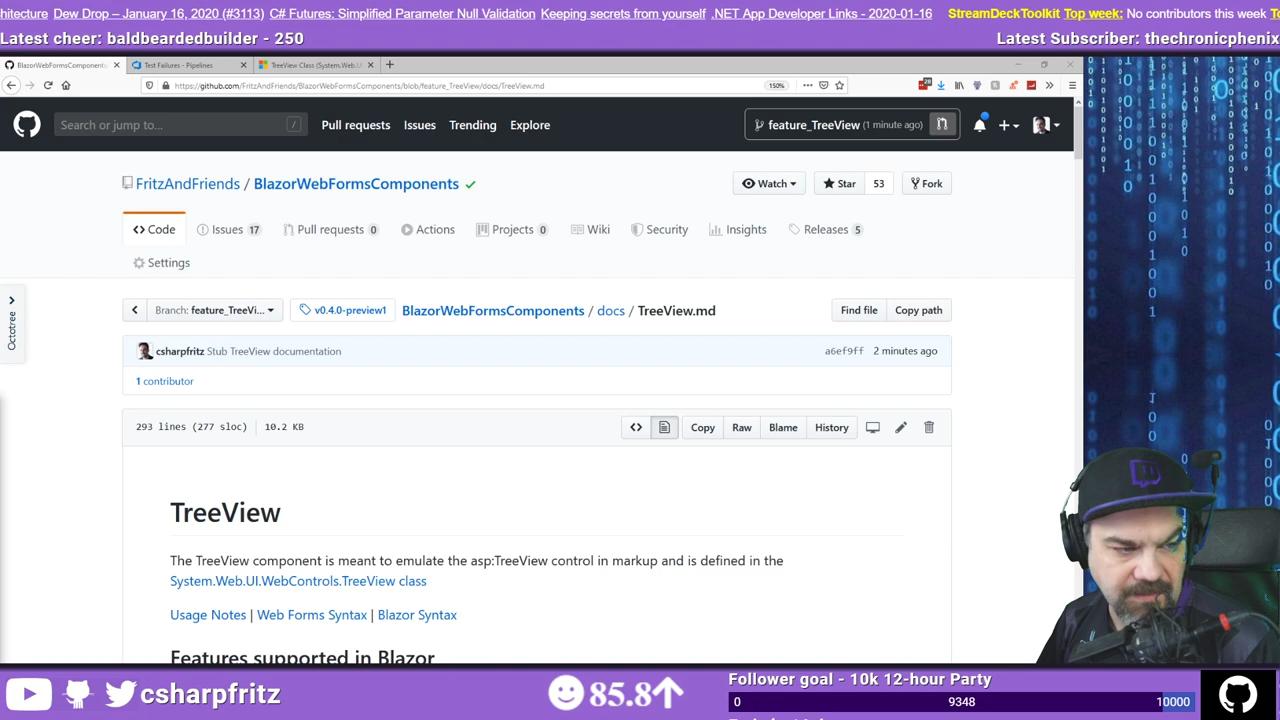 hitecture Dew Drop – January 16, 2020 (#3113) C# Futures: Simplified Parameter Null Validation Keeping secrets from yourself .NET App Developer Links - 2020-01-16 StreamDeckToolkit Top week: No contributors this week
Latest cheer: baldbeardedbuilder - 250
Latest Subscriber: thechronicphenix
BlazorWebFormsComponents
Test Failures - Pipelines
TreeView Class (System.Web.U
https://github.com/FritzAndFriends/BlazorWebFormsComponents/blob/feature_TreeView/docs/TreeView.md
150%
28
Search or jump to... /
Pull requests Issues Trending Explore
feature_TreeView (1 minute ago)
FritzAndFriends / BlazorWebFormsComponents
Watch Star 53 Fork
Code Issues 17 Pull requests 0 Actions Projects 0 Wiki Security Insights Releases 5
Settings
Octotree
Branch: feature_TreeVi... v0.4.0-preview1 BlazorWebFormsComponents / docs / TreeView.md Find file Copy path
csharpfritz Stub TreeView documentation a6ef9ff 2 minutes ago
1 contributor
293 lines (277 sloc) 10.2 KB Copy Raw Blame History
TreeView
The TreeView component is meant to emulate the asp:TreeView control in markup and is defined in the
System.Web.UI.WebControls.TreeView class
Usage Notes | Web Forms Syntax | Blazor Syntax
Features supported in Blazor
csharpfritz
85.8
Follower goal - 10k 12-hour Party
0 9348 10000